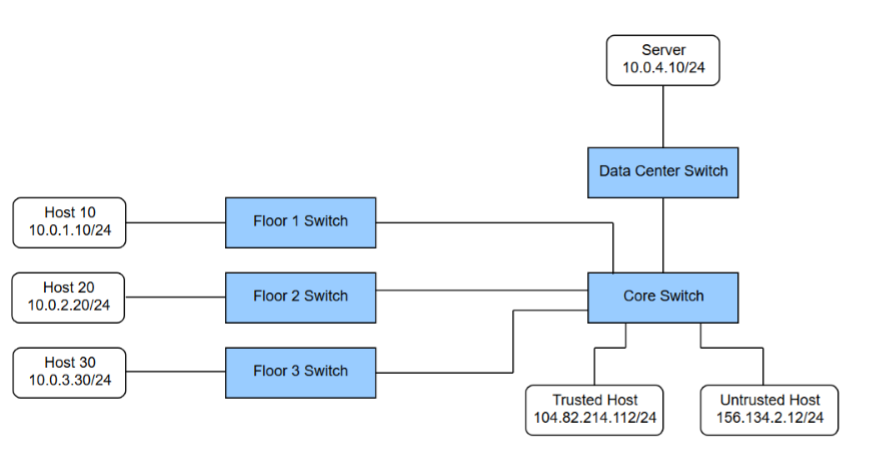 Server
10.0.4.10/24
Data Center Switch
Host 10
10.0.1.10/24
Floor 1 Switch
Host 20
10.0.2.20/24
Floor 2 Switch
Core Switch
Host 30
10.0.3.30/24
Floor 3 Switch
Trusted Host
104.82.214.112/24
Untrusted Host
156.134.2.12/24